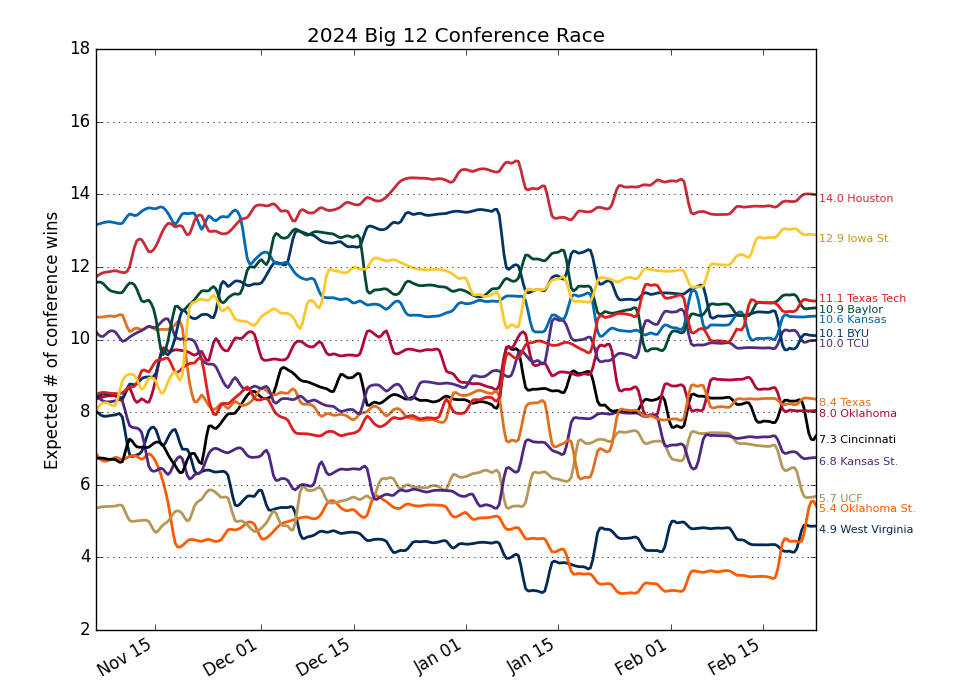 2024 Big 12 Conference Race
Expected # of conference wins
18
16
14
12
10
8
6
4
2
14.0 Houston
12.9 Iowa St.
11.1 Texas Tech
10.9 Baylor
10.6 Kansas
10.1 BYU
10.0 TCU
8.4 Texas
8.0 Oklahoma
7.3 Cincinnati
6.8 Kansas St.
5.7 UCF
5.4 Oklahoma St.
4.9 West Virginia
Nov 15
Dec 01
Dec 15
Jan 01
Jan 15
Feb 01
Feb 15